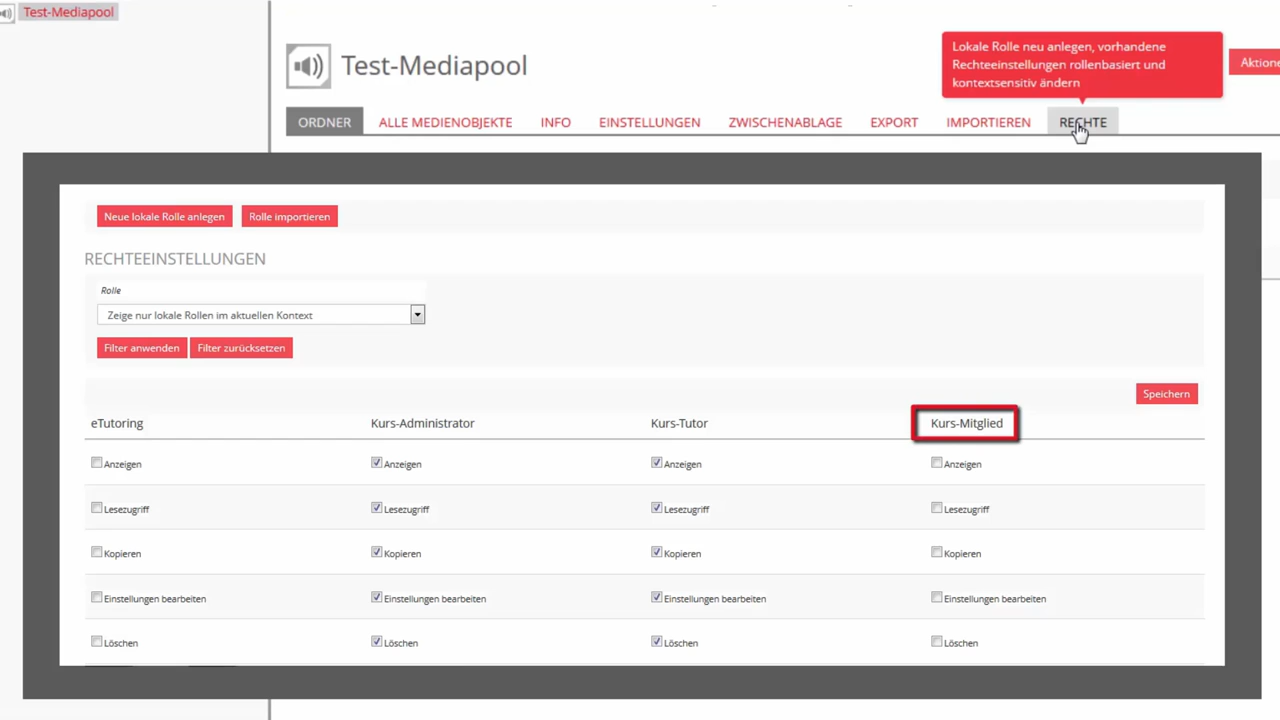 Test-Mediapool
Test-Mediapool
Lokale Rolle neu anlegen, vorhandene
Rechteeinstellungen rollenbasiert und
kontextsensitiv ändern
Aktione
ORDNER ALLE MEDIENOBJEKTE INFO EINSTELLUNGEN ZWISCHENABLAGE EXPORT IMPORTIEREN RECHTE
Neue lokale Rolle anlegen Rolle importieren
RECHTEEINSTELLUNGEN
Rolle
Zeige nur lokale Rollen im aktuellen Kontext
Filter anwenden Filter zurücksetzen
Speichern
eTutoring Kurs-Administrator Kurs-Tutor Kurs-Mitglied
Anzeigen Anzeigen Anzeigen Anzeigen
Lesezugriff Lesezugriff Lesezugriff Lesezugriff
Kopieren Kopieren Kopieren Kopieren
Einstellungen bearbeiten Einstellungen bearbeiten Einstellungen bearbeiten Einstellungen bearbeiten
Löschen Löschen Löschen Löschen